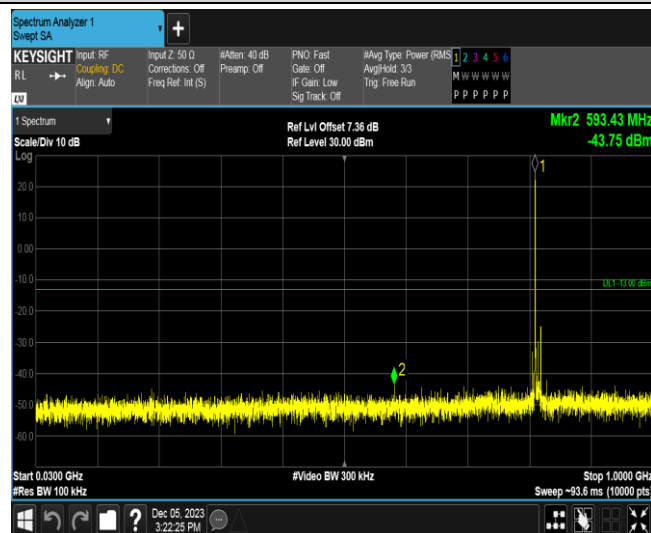 Spectrum Analyzer 1
Swept SA
+
KEYSIGHT Input: RF Input Z: 50 Ω #Atten: 40 dB PNO: Fast #Avg Type: Power (RMS 1 2 3 4 5 6
RL Coupling: DC Corrections: Off Preamp: Off Gate: Off Avg|Hold: 3/3 M W W W W W
Align: Auto Freq Ref: Int (S) IF Gain: Low Trig: Free Run
Sig Track: Off P P P P P P
LXI
1 Spectrum Ref Lvl Offset 7.36 dB Mkr2 593.43 MHz
Scale/Div 10 dB Ref Level 30.00 dBm -43.75 dBm
Log
1
20.0
10.0
0.00
-10.0
DL1 -13.00 dBm
-20.0
-30.0
-40.0
2
-50.0
-60.0
Start 0.0300 GHz #Video BW 300 kHz Stop 1.0000 GHz
#Res BW 100 kHz Sweep ~93.6 ms (10000 pts)
? Dec 05, 2023
3:22:25 PM